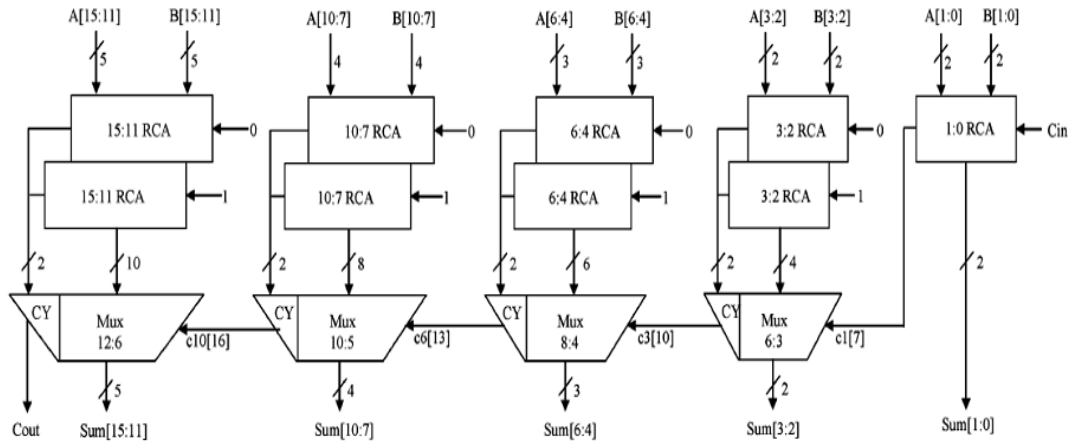 A[15:11] B[15:11] A[10:7] B[10:7] A[6:4] B[6:4] A[3:2] B[3:2] A[1:0] B[1:0]
5 5 4 4 3 3 2 2 2 2
15:11 RCA 0 10:7 RCA 0 6:4 RCA 0 3:2 RCA 0 1:0 RCA Cin
15:11 RCA 1 10:7 RCA 1 6:4 RCA 1 3:2 RCA 1
2 10 2 8 2 6 2 4 2
CY Mux CY Mux CY Mux CY Mux
12:6 c10[16] 10:5 c6[13] 8:4 c3[10] 6:3 c1[7]
5 4 3 2
Cout Sum[15:11] Sum[10:7] Sum[6:4] Sum[3:2] Sum[1:0]